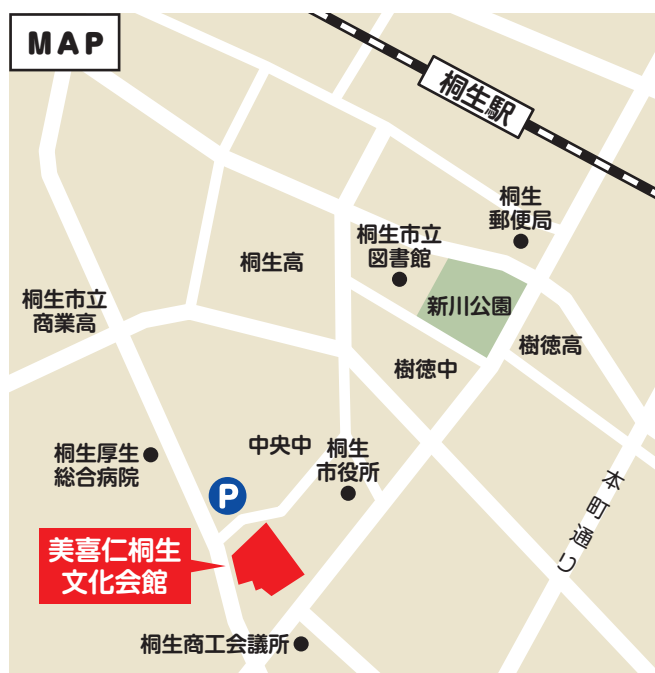 MAP
桐生駅
桐生
郵便局
桐生市立
図書館
桐生高
新川公園
桐生市立
商業高
樹徳高
樹徳中
中央中
桐生
市役所
桐生厚生
総合病院
P
本町通り
美喜仁桐生
文化会館
桐生商工会議所